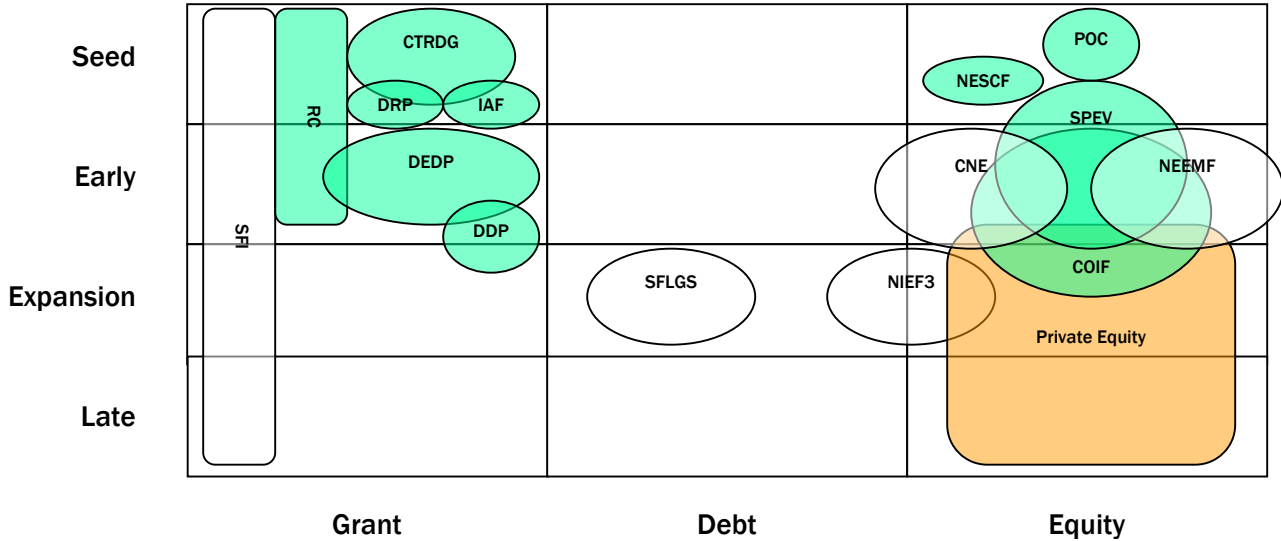 Seed
CTRDG
POC
NESCF
DRP
IAF
RC
SPEV
Early
DEDP
CNE
NEEMF
SFI
DDP
Expansion
SFLGS
NIEF3
COIF
Private Equity
Late
Grant
Debt
Equity